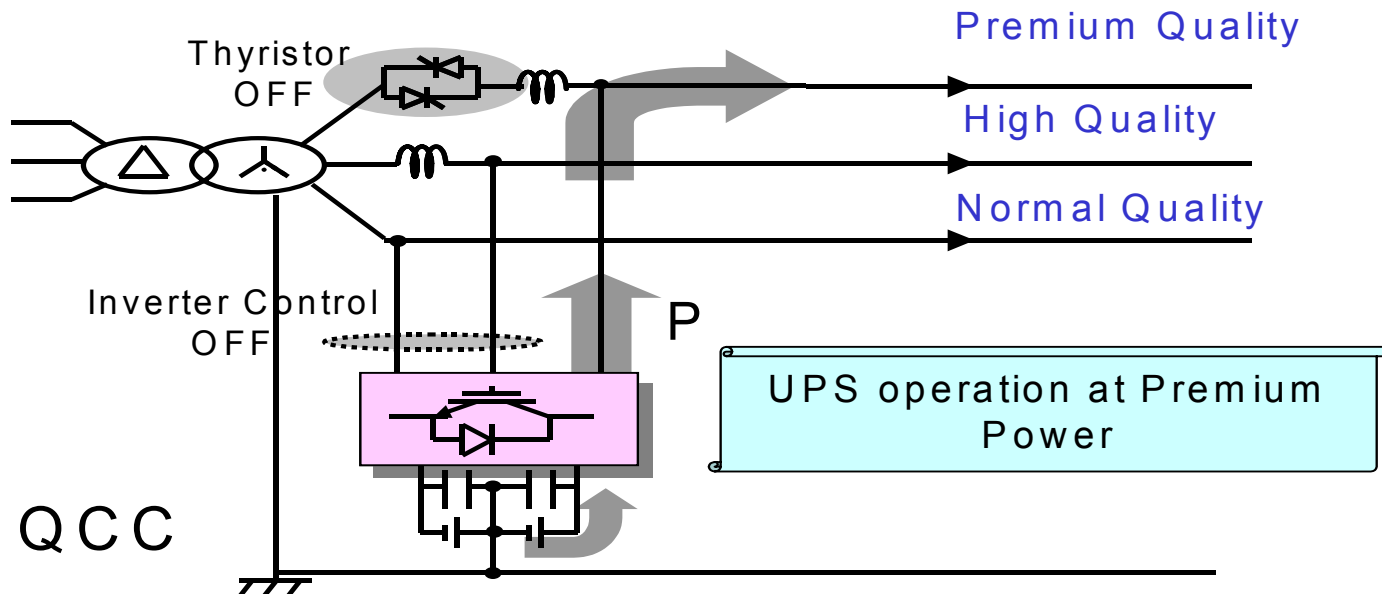 Premium Quality
Thyristor
OFF
High Quality
Normal Quality
Inverter Control
OFF
P
UPS operation at Premium
Power
QCC